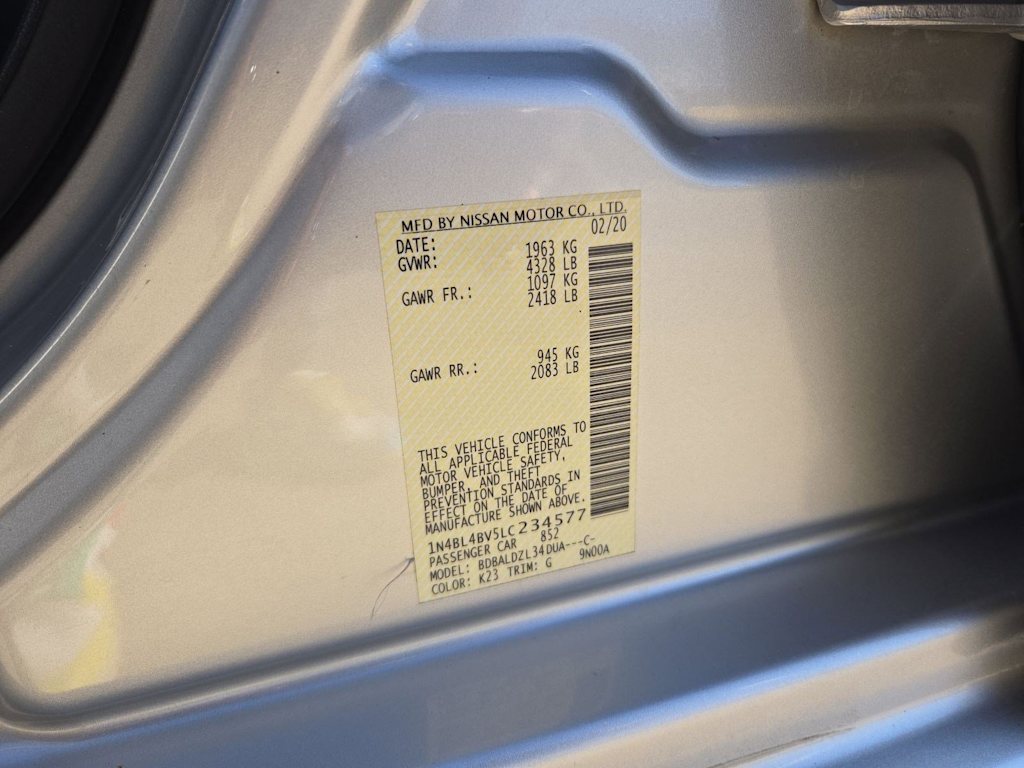 MFD BY NISSAN MOTOR CO., LTD.
DATE: 02/20
GVWR: 1963 KG
4328 LB
GAWR FR.: 1097 KG
2418 LB
GAWR RR.: 945 KG
2083 LB
THIS VEHICLE CONFORMS TO
ALL APPLICABLE FEDERAL
MOTOR VEHICLE SAFETY,
BUMPER, AND THEFT
PREVENTION STANDARDS IN
EFFECT ON THE DATE OF
MANUFACTURE SHOWN ABOVE.
1N4BL4BV5LC234577
PASSENGER CAR 852
MODEL: BDBALDZL34DUA---C-
COLOR: K23 TRIM: G 9N00A